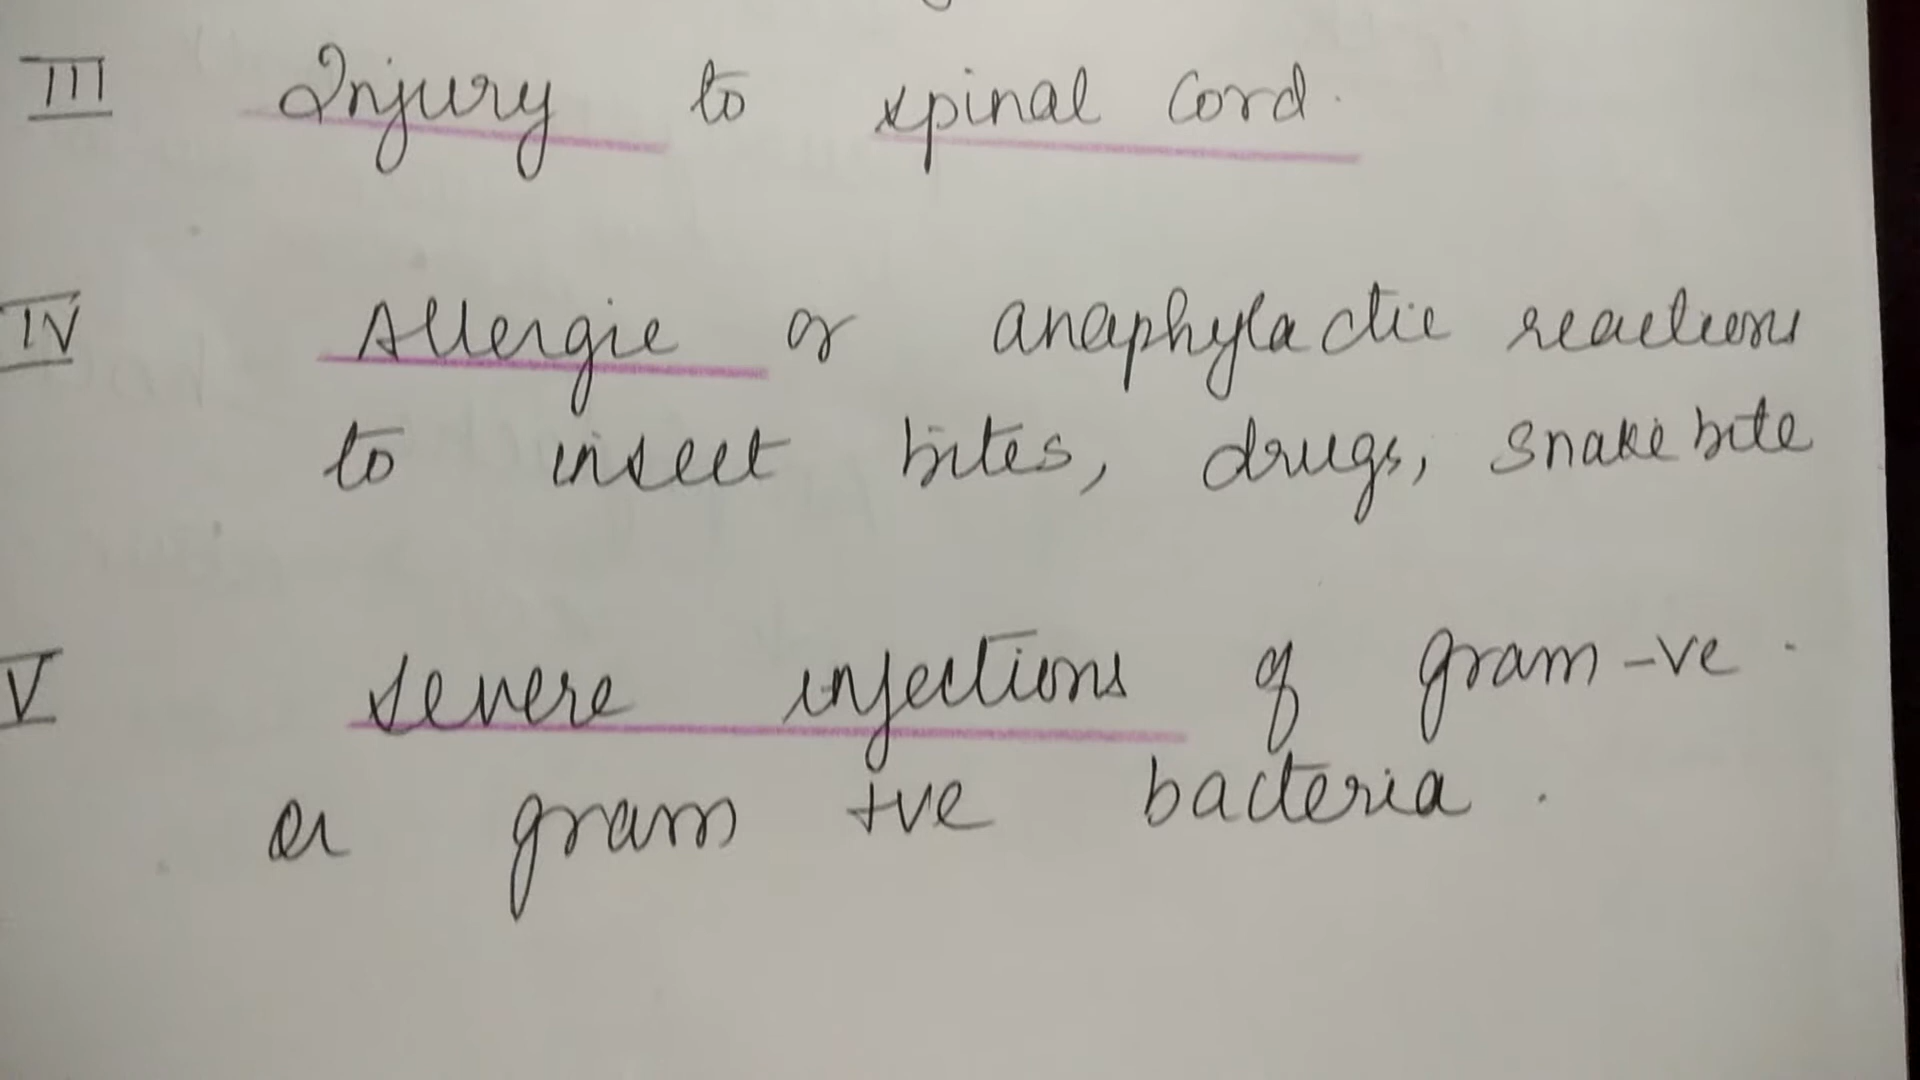 III Injury to spinal cord.
IV Allergic or anaphylactic reactions
to insect bites, drugs, snake bite
V Severe infections of gram -ve
or gram +ve bacteria.